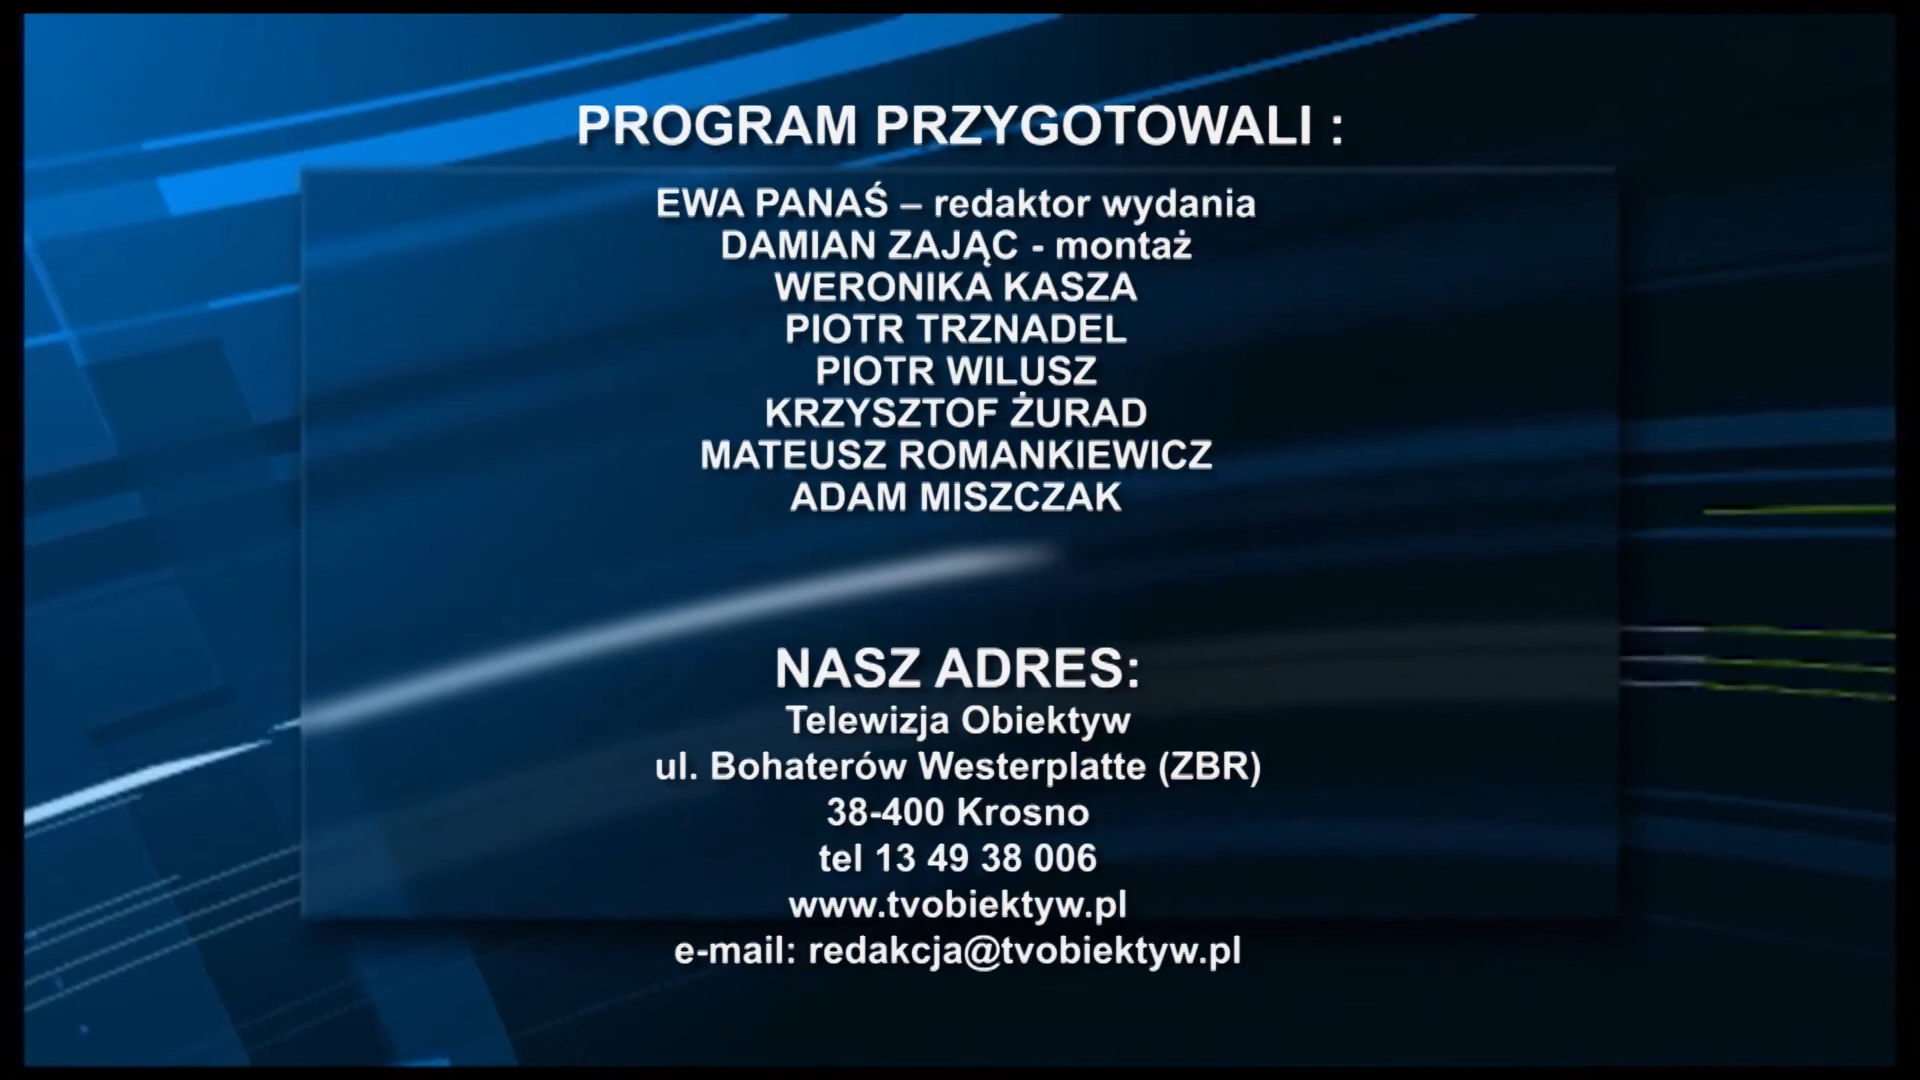 PROGRAM PRZYGOTOWALI :
EWA PANAŚ – redaktor wydania
DAMIAN ZAJĄC - montaż
WERONIKA KASZA
PIOTR TRZNADEL
PIOTR WILUSZ
KRZYSZTOF ŻURAD
MATEUSZ ROMANKIEWICZ
ADAM MISZCZAK
NASZ ADRES:
Telewizja Obiektyw
ul. Bohaterów Westerplatte (ZBR)
38-400 Krosno
tel 13 49 38 006
www.tvobiektyw.pl
e-mail: redakcja@tvobiektyw.pl